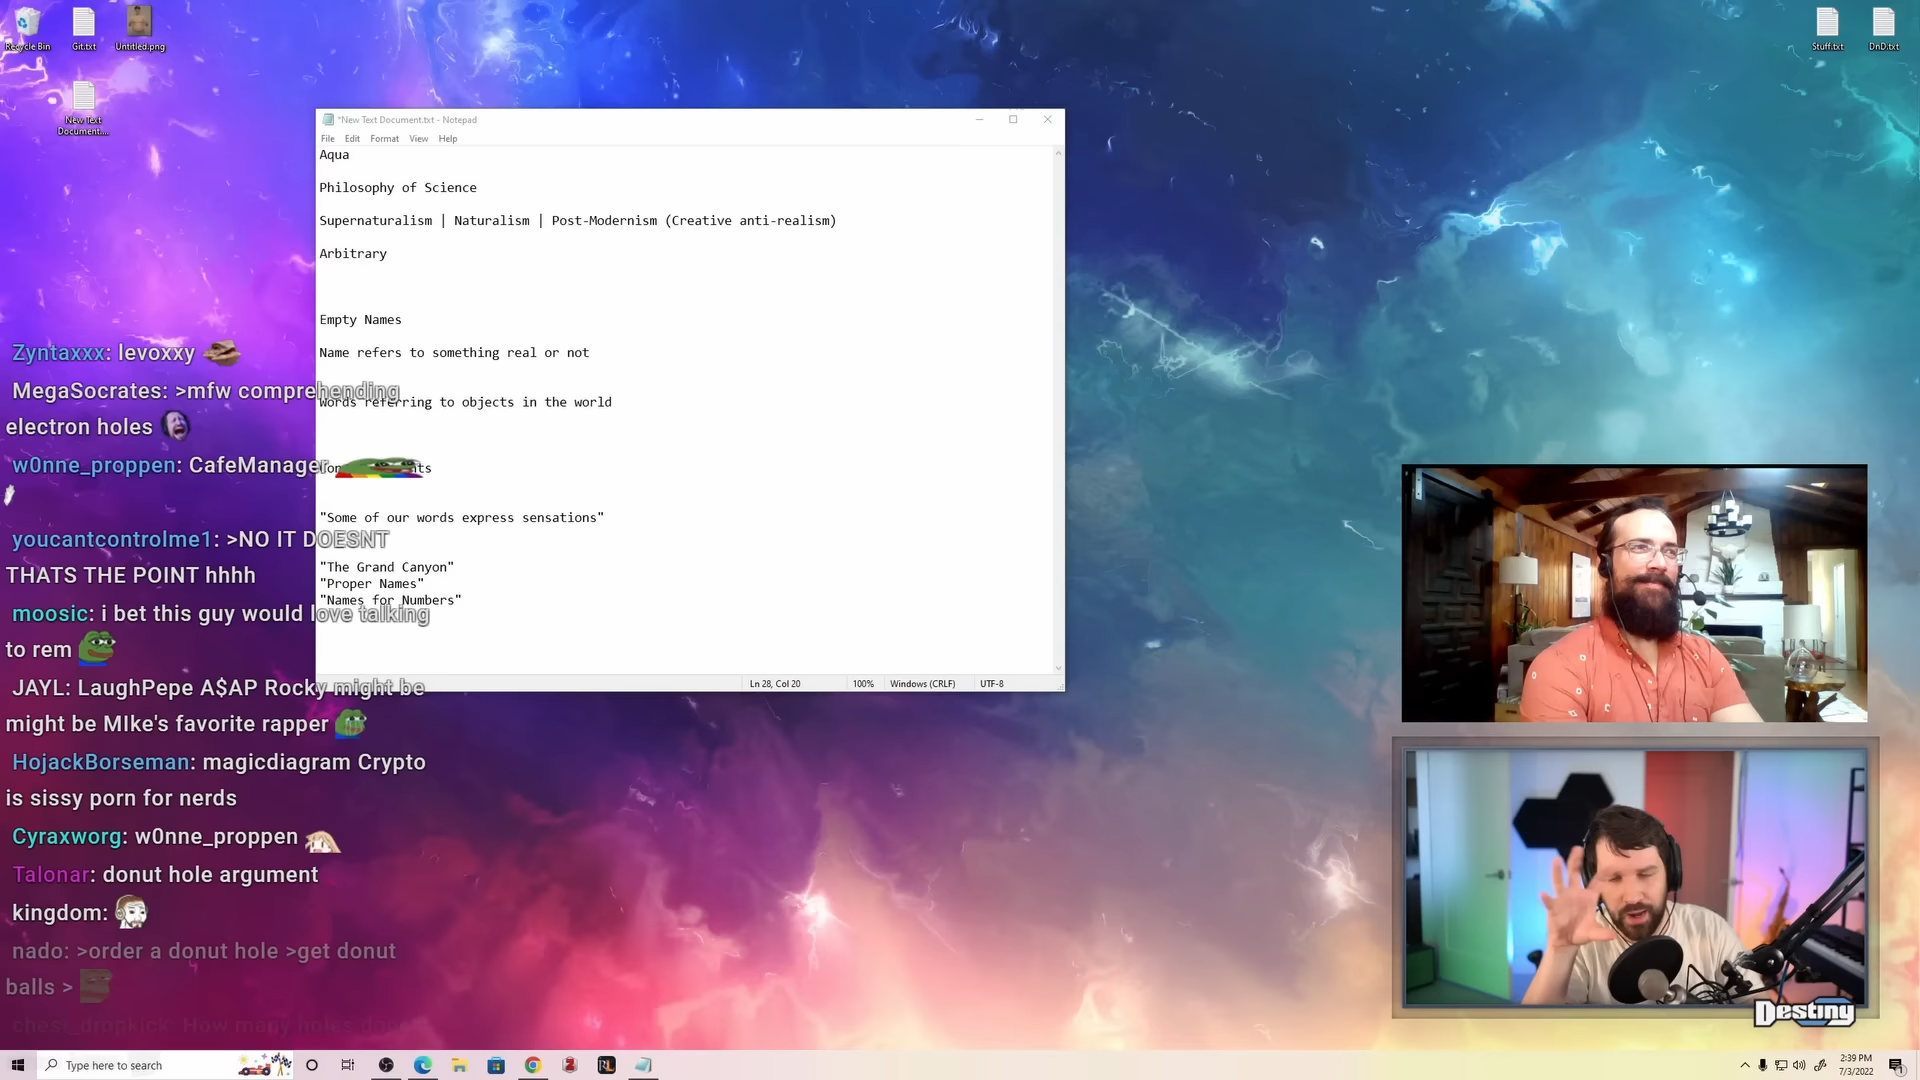 Recycle Bin
Git.txt
Untitled.png
New Text
Document....
Stuff.txt
DnD.txt
*New Text Document.txt - Notepad
File Edit Format View Help
Aqua
Philosophy of Science
Supernaturalism | Naturalism | Post-Modernism (Creative anti-realism)
Arbitrary
Empty Names
Name refers to something real or not
Words referring to objects in the world
"Some of our words express sensations"
"The Grand Canyon"
"Proper Names"
"Names for Numbers"
Ln 28, Col 20
100%
Windows (CRLF)
UTF-8
Zyntaxxx: levoxxy
MegaSocrates: >mfw comprehending
electron holes
w0nne_proppen: CafeManager
youcantcontrolme1: >NO IT DOESNT
THATS THE POINT hhhh
moosic: i bet this guy would love talking
to rem
JAYL: LaughPepe A$AP Rocky might be
might be MIke's favorite rapper
HojackBorseman: magicdiagram Crypto
is sissy porn for nerds
Cyraxworg: w0nne_proppen
Talonar: donut hole argument
kingdom:
nado: >order a donut hole >get donut
balls >
chest_dropkick: How many holes
Destiny
Type here to search
2:39 PM
7/3/2022